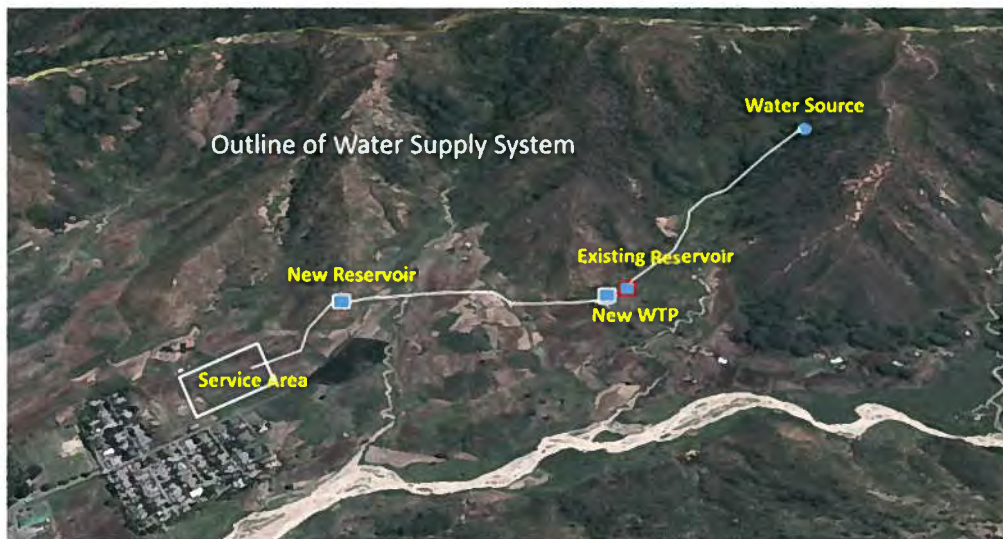 Water Source
Outline of Water Supply System
Existing Reservoir
New Reservoir
New WTP
Service Area